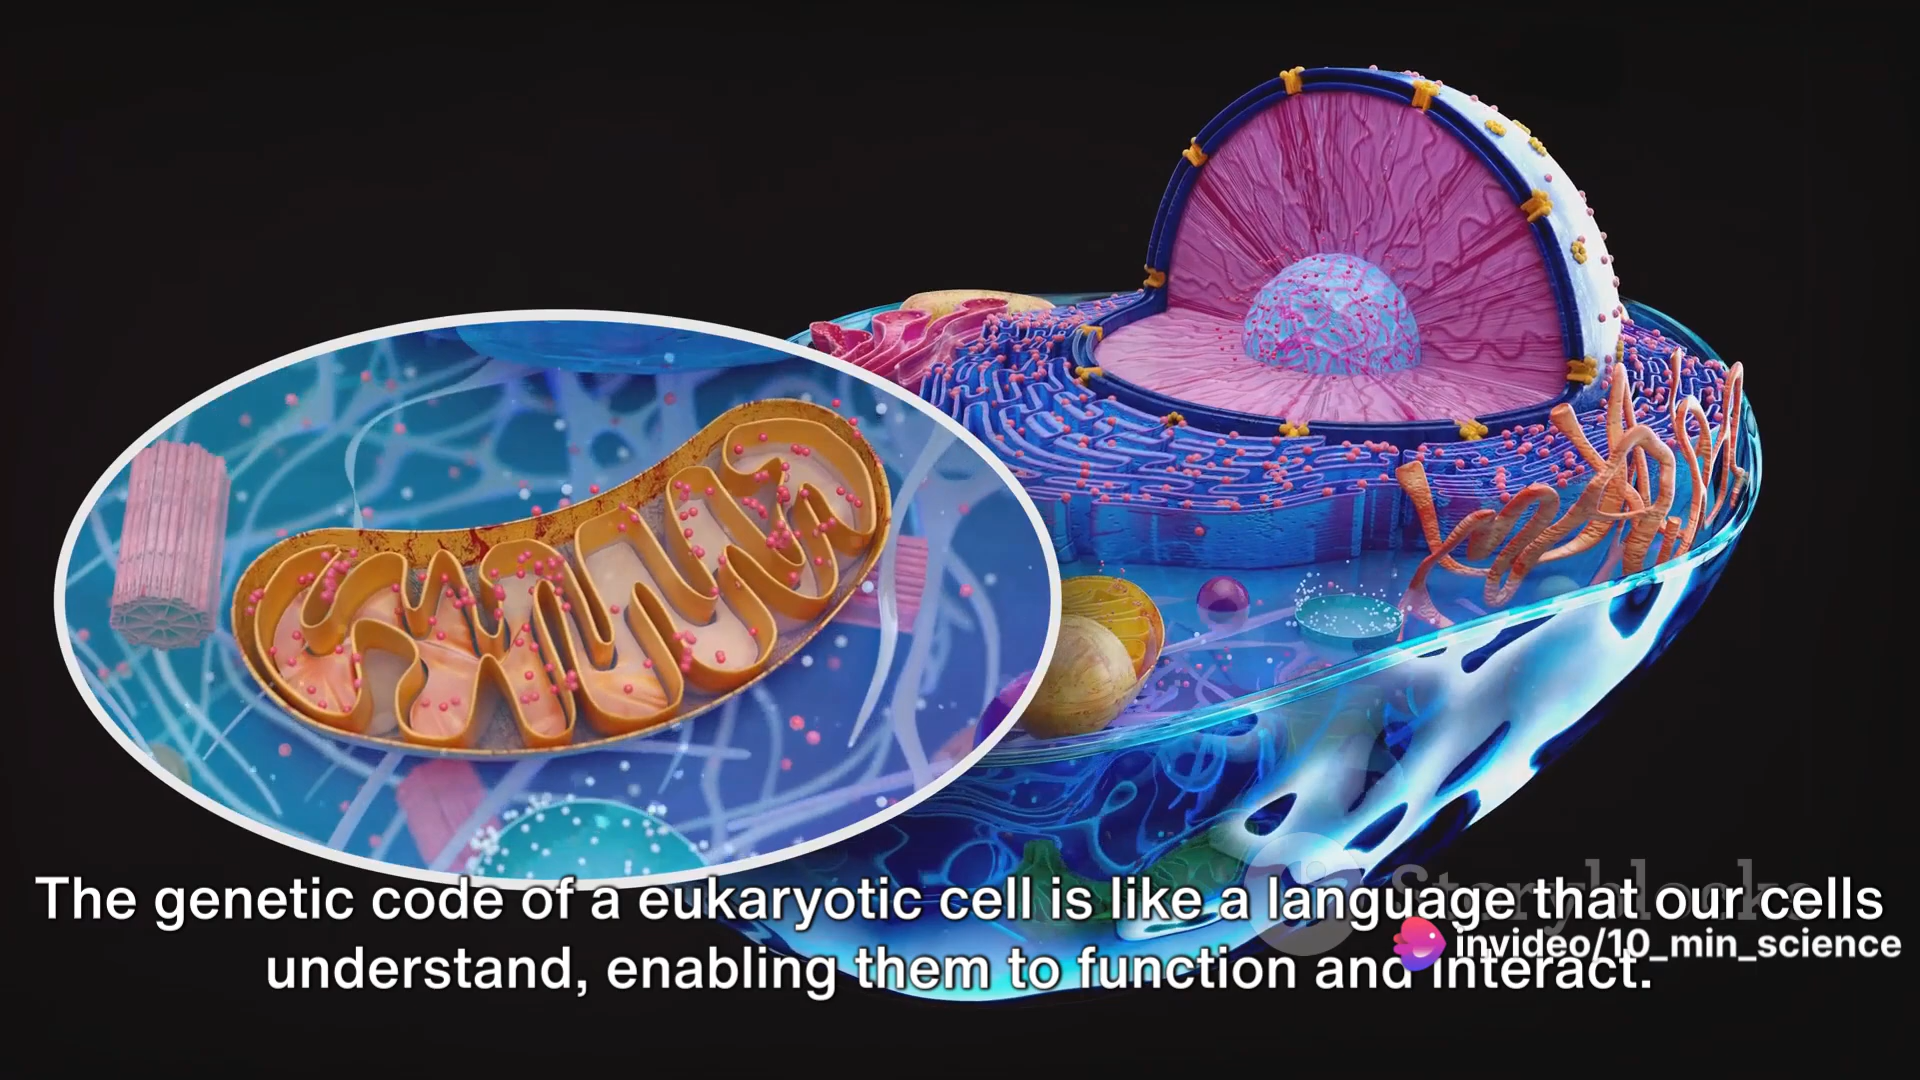 The genetic code of a eukaryotic cell is like a language that our cells
understand, enabling them to function and interact.
Storyblocks
invideo/10_min_science